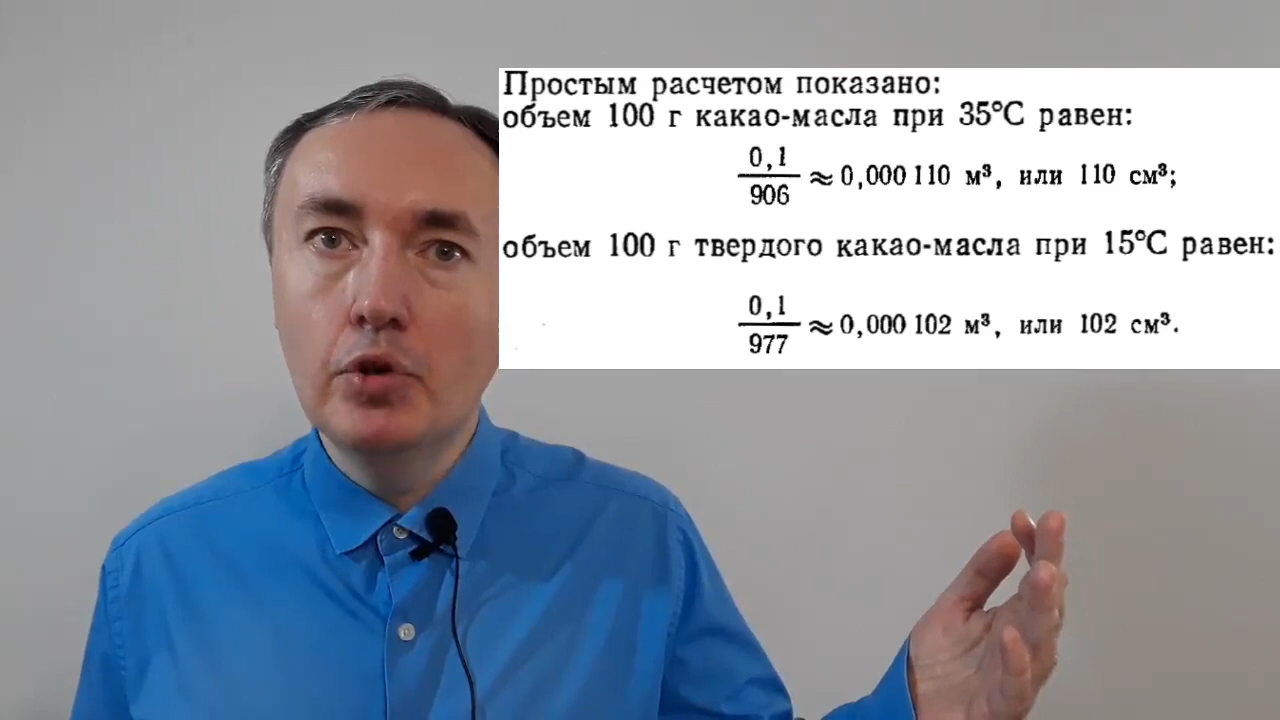 Простым расчетом показано:
объем 100 г какао-масла при 35°С равен:
0,1
906
≈ 0,000 110 м³, или 110 см³;
объем 100 г твердого какао-масла при 15°С равен:
0,1
977
≈ 0,000 102 м³, или 102 см³.